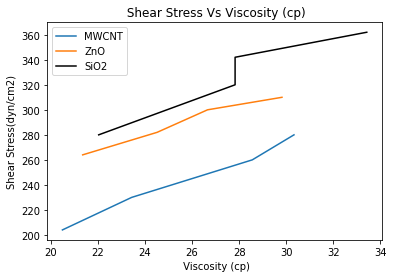 Shear Stress Vs Viscosity (cp)
MWCNT
ZnO
SiO2
Shear Stress(dyn/cm2)
360
340
320
300
280
260
240
220
200
20 22 24 26 28 30 32 34
Viscosity (cp)